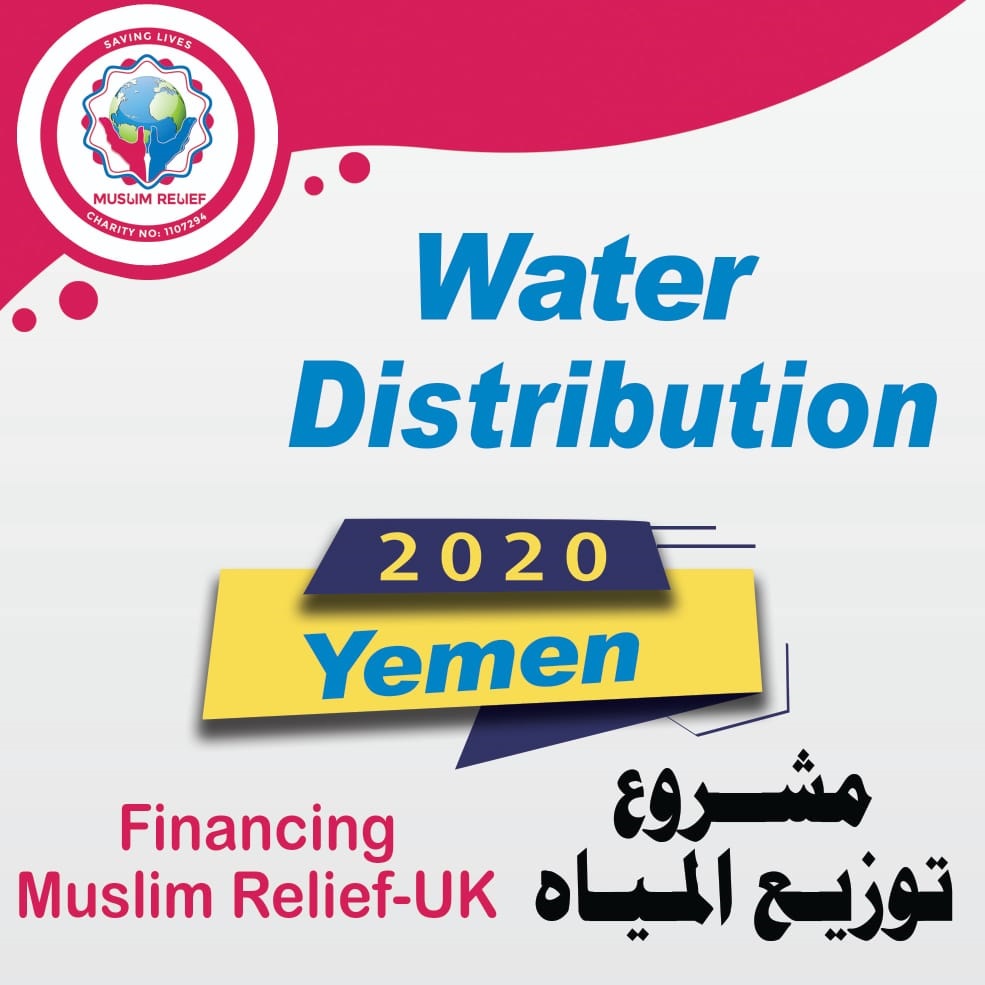 SAVING LIVES
MUSLIM RELIEF
CHARITY NO: 1107294
Water
Distribution
2020
Yemen
Financing
Muslim Relief-UK
مشروع
توزيع المياه